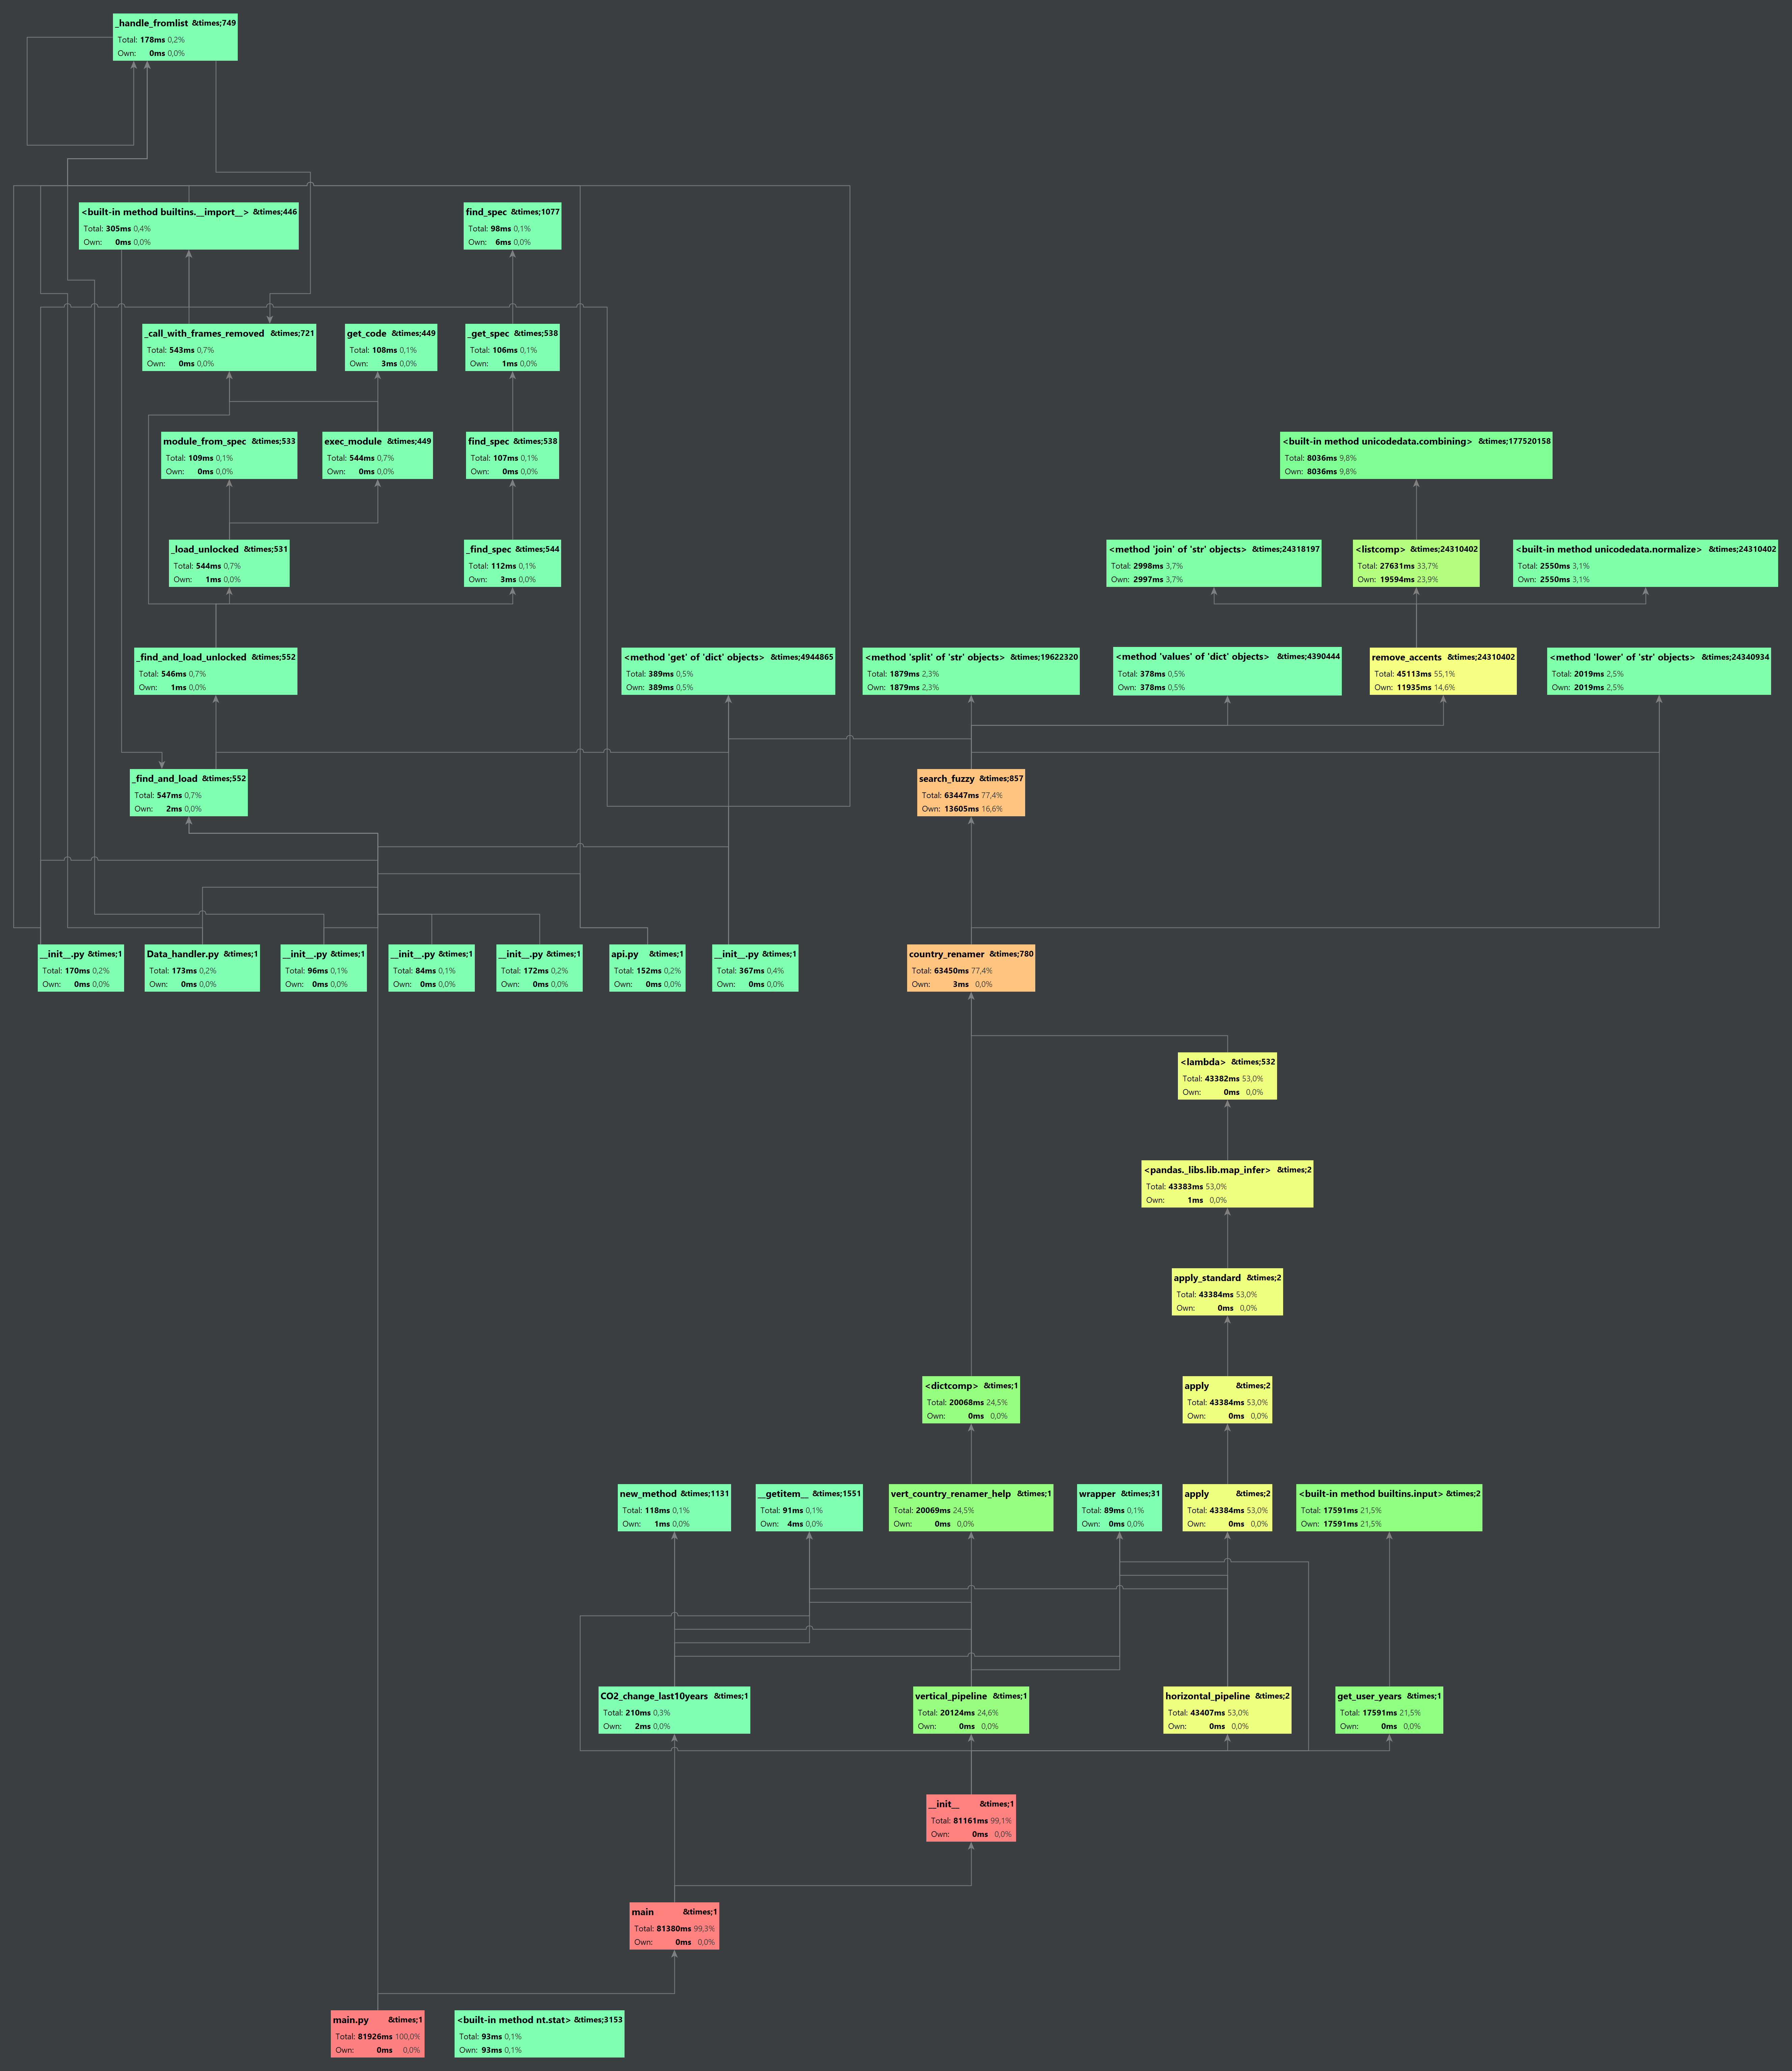 _handle_fromlist &times;749
Total: 178ms 0,2%
Own: 0ms 0,0%
<built-in method builtins.__import__> &times;446
Total: 305ms 0,4%
Own: 0ms 0,0%
find_spec &times;1077
Total: 98ms 0,1%
Own: 6ms 0,0%
_call_with_frames_removed &times;721
Total: 543ms 0,7%
Own: 0ms 0,0%
get_code &times;449
Total: 108ms 0,1%
Own: 3ms 0,0%
_get_spec &times;538
Total: 106ms 0,1%
Own: 1ms 0,0%
module_from_spec &times;533
Total: 109ms 0,1%
Own: 0ms 0,0%
exec_module &times;449
Total: 544ms 0,7%
Own: 0ms 0,0%
find_spec &times;538
Total: 107ms 0,1%
Own: 0ms 0,0%
<built-in method unicodedata.combining> &times;177520158
Total: 8036ms 9,8%
Own: 8036ms 9,8%
_load_unlocked &times;531
Total: 544ms 0,7%
Own: 1ms 0,0%
_find_spec &times;544
Total: 112ms 0,1%
Own: 3ms 0,0%
<method 'join' of 'str' objects> &times;24318197
Total: 2998ms 3,7%
Own: 2997ms 3,7%
<listcomp> &times;24310402
Total: 27631ms 33,7%
Own: 19594ms 23,9%
<built-in method unicodedata.normalize> &times;24310402
Total: 2550ms 3,1%
Own: 2550ms 3,1%
_find_and_load_unlocked &times;552
Total: 546ms 0,7%
Own: 1ms 0,0%
<method 'get' of 'dict' objects> &times;4944865
Total: 389ms 0,5%
Own: 389ms 0,5%
<method 'split' of 'str' objects> &times;19622320
Total: 1879ms 2,3%
Own: 1879ms 2,3%
<method 'values' of 'dict' objects> &times;4390444
Total: 378ms 0,5%
Own: 378ms 0,5%
remove_accents &times;24310402
Total: 45113ms 55,1%
Own: 11935ms 14,6%
<method 'lower' of 'str' objects> &times;24340934
Total: 2019ms 2,5%
Own: 2019ms 2,5%
_find_and_load &times;552
Total: 547ms 0,7%
Own: 2ms 0,0%
search_fuzzy &times;857
Total: 63447ms 77,4%
Own: 13605ms 16,6%
__init__.py &times;1
Total: 170ms 0,2%
Own: 0ms 0,0%
Data_handler.py &times;1
Total: 173ms 0,2%
Own: 0ms 0,0%
__init__.py &times;1
Total: 96ms 0,1%
Own: 0ms 0,0%
__init__.py &times;1
Total: 84ms 0,1%
Own: 0ms 0,0%
__init__.py &times;1
Total: 172ms 0,2%
Own: 0ms 0,0%
api.py &times;1
Total: 152ms 0,2%
Own: 0ms 0,0%
__init__.py &times;1
Total: 367ms 0,4%
Own: 0ms 0,0%
country_renamer &times;780
Total: 63450ms 77,4%
Own: 3ms 0,0%
<lambda> &times;532
Total: 43382ms 53,0%
Own: 0ms 0,0%
<pandas._libs.lib.map_infer> &times;2
Total: 43383ms 53,0%
Own: 1ms 0,0%
apply_standard &times;2
Total: 43384ms 53,0%
Own: 0ms 0,0%
<dictcomp> &times;1
Total: 20068ms 24,5%
Own: 0ms 0,0%
apply &times;2
Total: 43384ms 53,0%
Own: 0ms 0,0%
new_method &times;1131
Total: 118ms 0,1%
Own: 1ms 0,0%
__getitem__ &times;1551
Total: 91ms 0,1%
Own: 4ms 0,0%
vert_country_renamer_help &times;1
Total: 20069ms 24,5%
Own: 0ms 0,0%
wrapper &times;31
Total: 89ms 0,1%
Own: 0ms 0,0%
apply &times;2
Total: 43384ms 53,0%
Own: 0ms 0,0%
<built-in method builtins.input> &times;2
Total: 17591ms 21,5%
Own: 17591ms 21,5%
CO2_change_last10years &times;1
Total: 210ms 0,3%
Own: 2ms 0,0%
vertical_pipeline &times;1
Total: 20124ms 24,6%
Own: 0ms 0,0%
horizontal_pipeline &times;2
Total: 43407ms 53,0%
Own: 0ms 0,0%
get_user_years &times;1
Total: 17591ms 21,5%
Own: 0ms 0,0%
__init__ &times;1
Total: 81161ms 99,1%
Own: 0ms 0,0%
main &times;1
Total: 81380ms 99,3%
Own: 0ms 0,0%
main.py &times;1
Total: 81926ms 100,0%
Own: 0ms 0,0%
<built-in method nt.stat> &times;3153
Total: 93ms 0,1%
Own: 93ms 0,1%